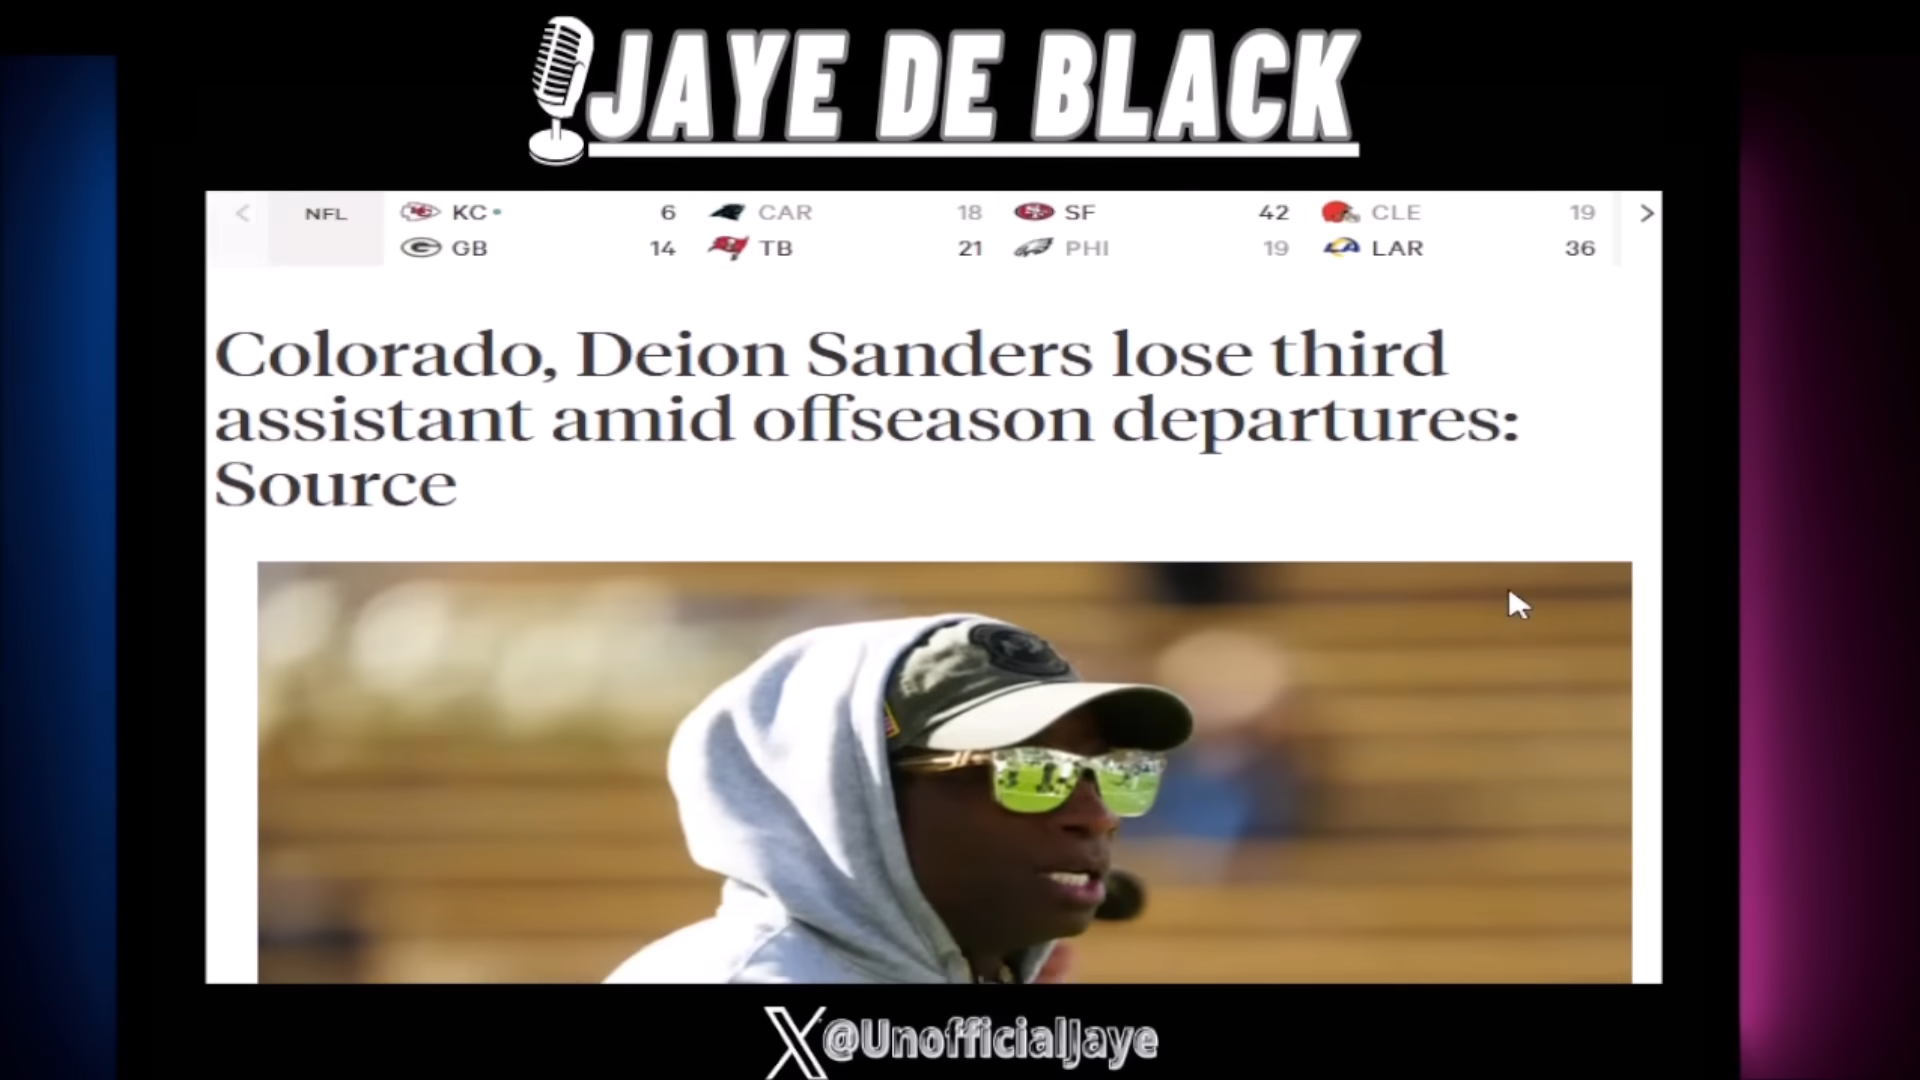 JAYE DE BLACK
NFL KC 6 CAR 18 SF 42 CLE 19
GB 14 TB 21 PHI 19 LAR 36
Colorado, Deion Sanders lose third
assistant amid offseason departures:
Source
X@UnofficialJaye